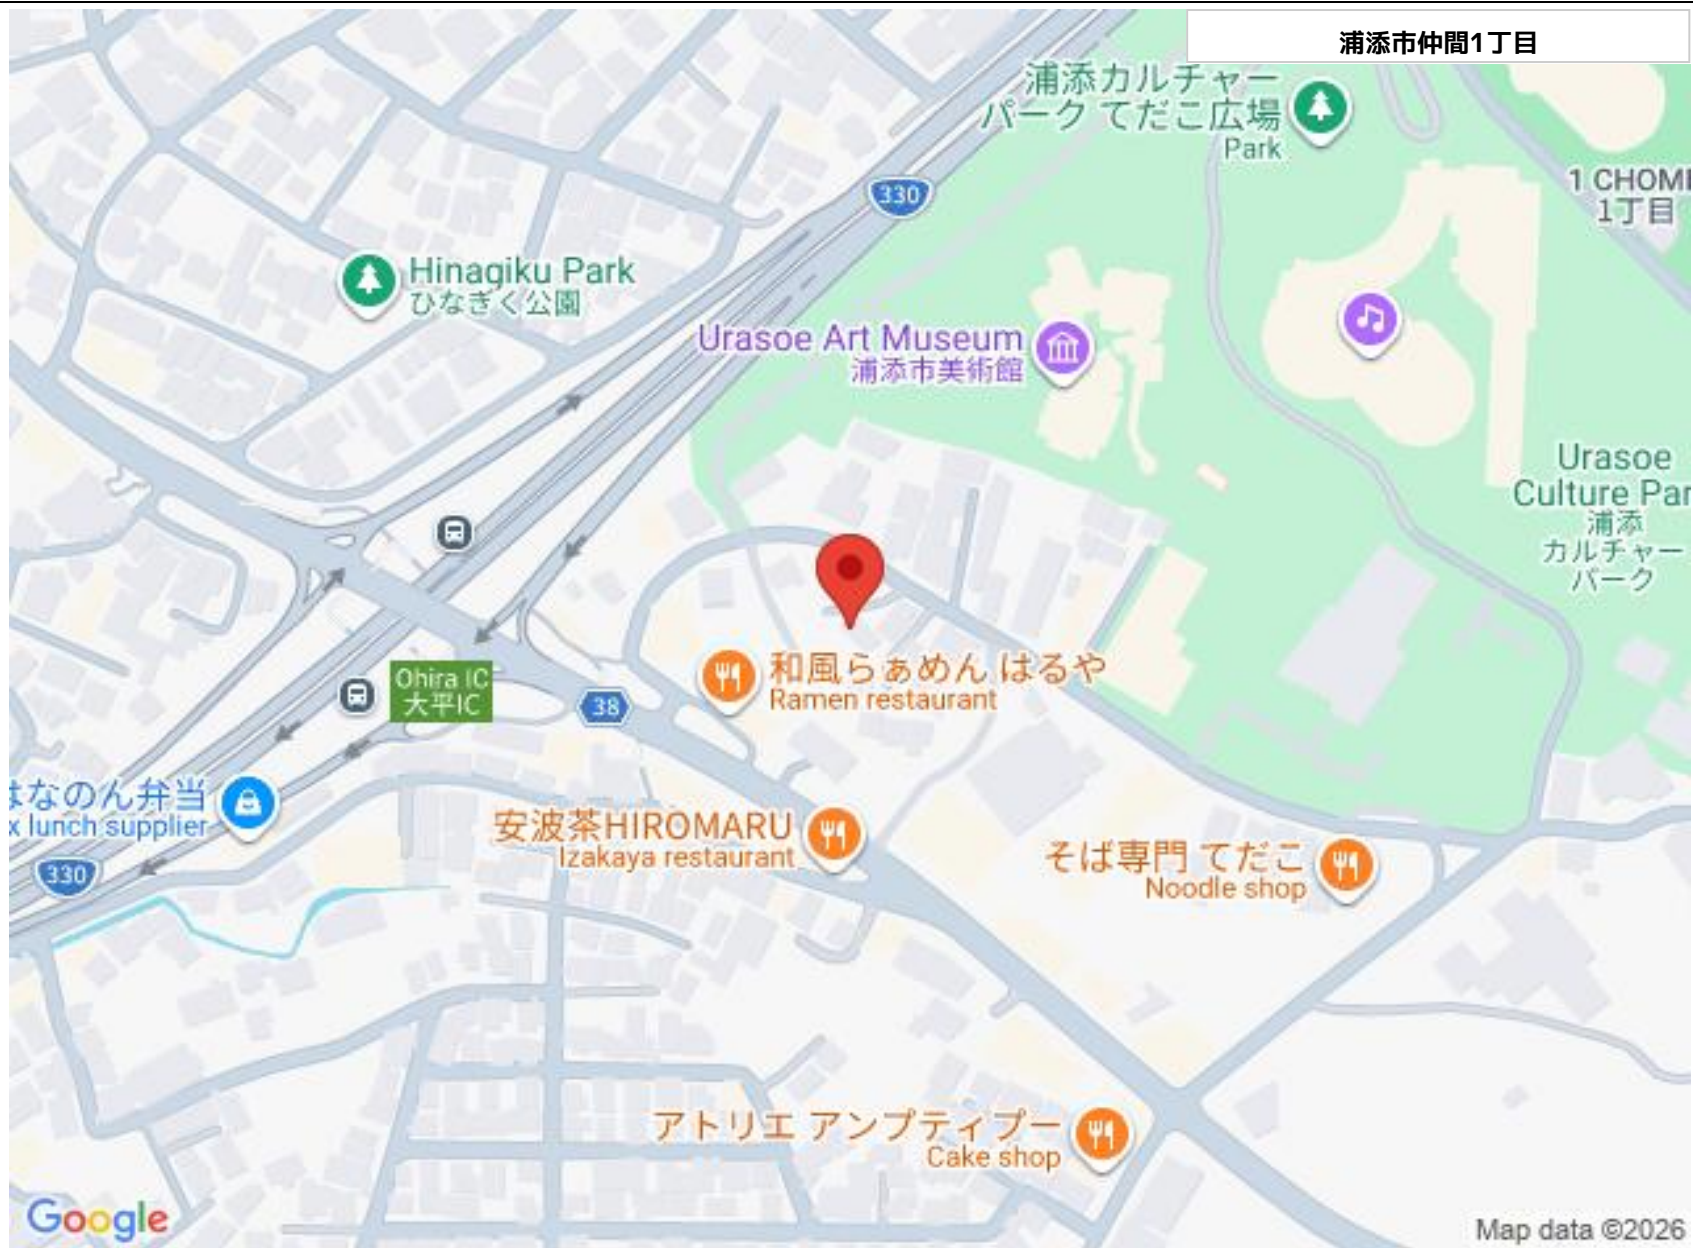 浦添市仲間1丁目
浦添カルチャー
パーク てだこ広場
Park
330
1丁目
Hinagiku Park
ひなぎく公園
Urasoe Art Museum
浦添市美術館
Urasoe
Culture Par
浦添
カルチャー
パーク
和風らぁめん はるや
Ramen restaurant
Ohira IC
大平IC
38
なのん弁当
x lunch supplier
安波茶HIROMARU
Izakaya restaurant
そば専門 てだこ
Noodle shop
330
アトリエ アンプティプー
Cake shop
Google
Map data ©2026